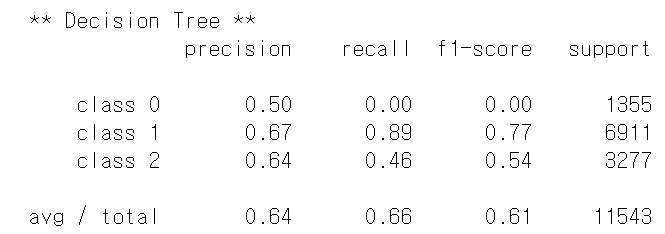 ** Decision Tree **
precision recall f1-score support
class 0 0.50 0.00 0.00 1355
class 1 0.67 0.89 0.77 6911
class 2 0.64 0.46 0.54 3277
avg / total 0.64 0.66 0.61 11543